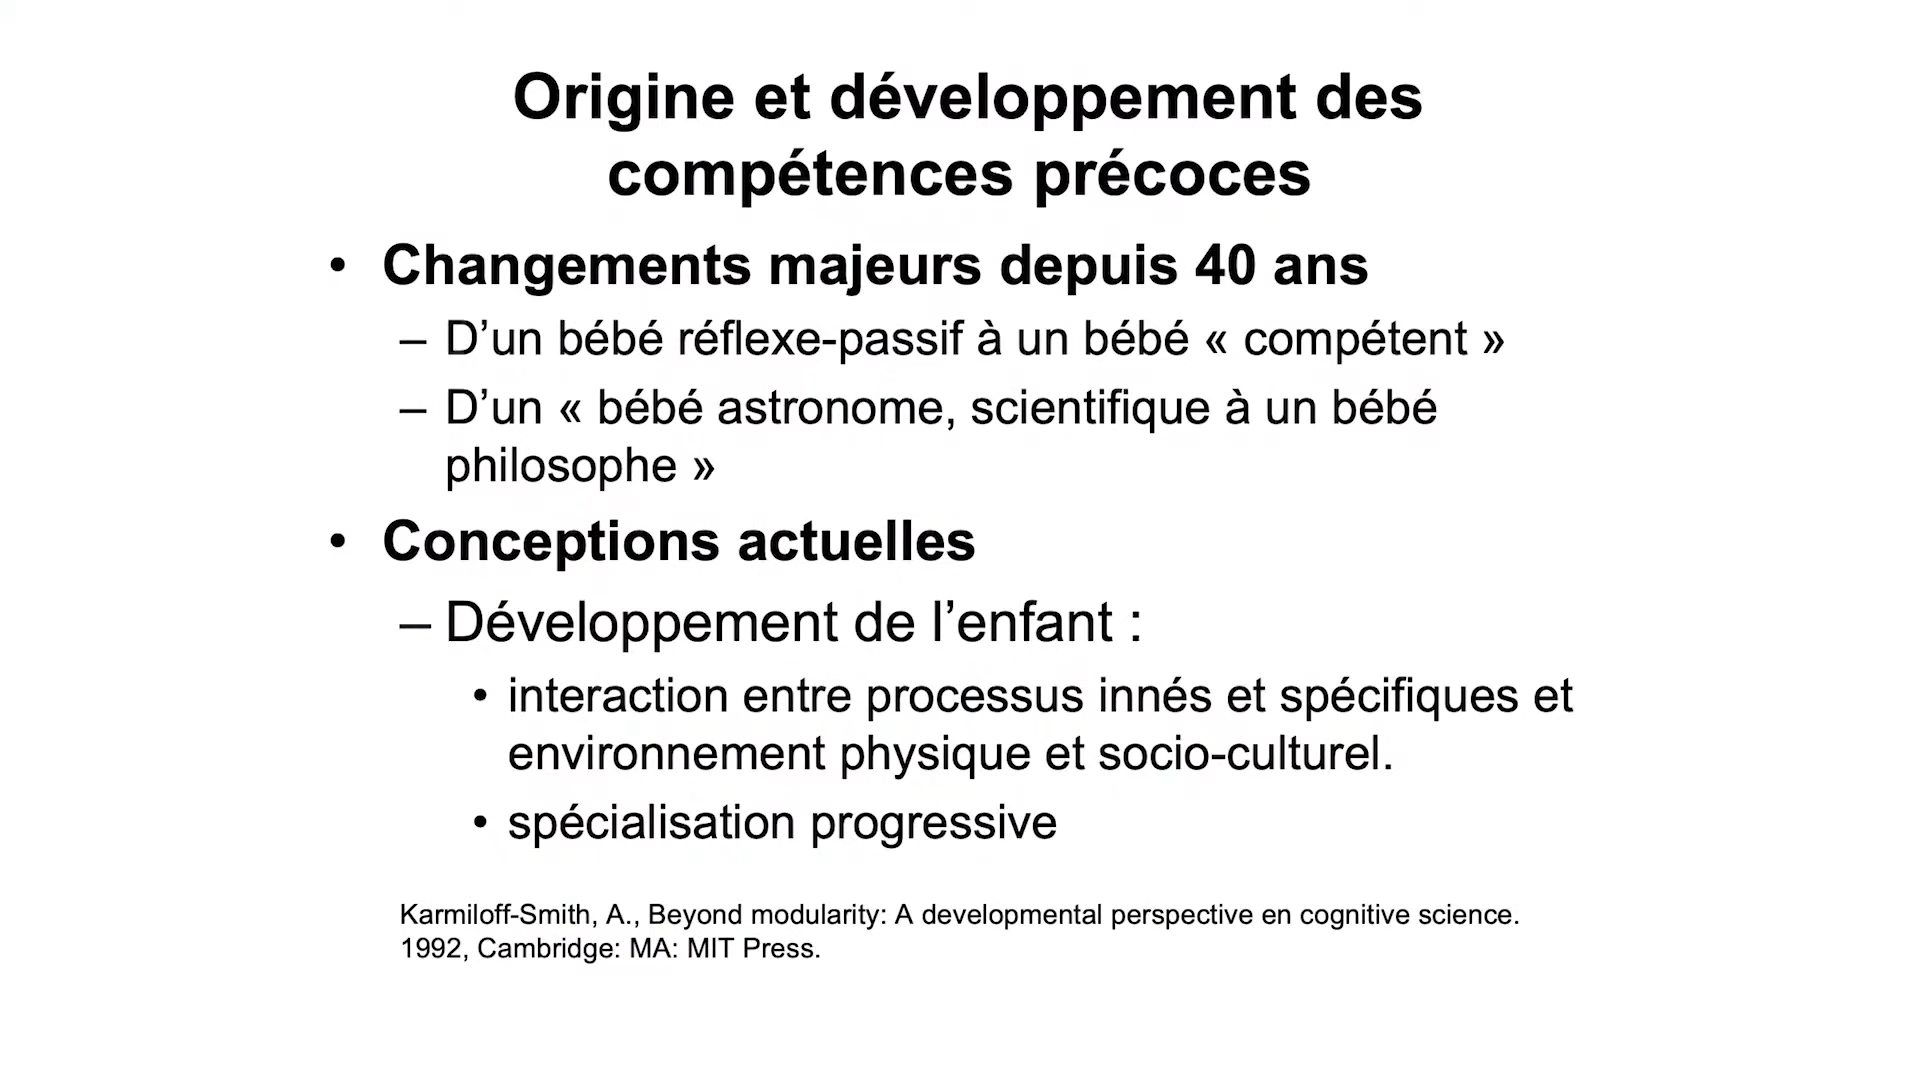 Origine et développement des
compétences précoces
• Changements majeurs depuis 40 ans
– D’un bébé réflexe-passif à un bébé « compétent »
– D’un « bébé astronome, scientifique à un bébé
philosophe »
• Conceptions actuelles
– Développement de l’enfant :
• interaction entre processus innés et spécifiques et
environnement physique et socio-culturel.
• spécialisation progressive
Karmiloff-Smith, A., Beyond modularity: A developmental perspective en cognitive science.
1992, Cambridge: MA: MIT Press.